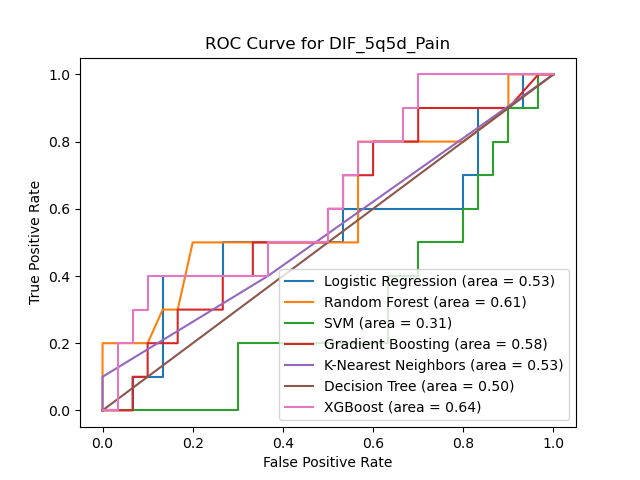 ROC Curve for DIF_5q5d_Pain
True Positive Rate
1.0
0.8
0.6
0.4
0.2
0.0
Logistic Regression (area = 0.53)
Random Forest (area = 0.61)
SVM (area = 0.31)
Gradient Boosting (area = 0.58)
K-Nearest Neighbors (area = 0.53)
Decision Tree (area = 0.50)
XGBoost (area = 0.64)
0.0 0.2 0.4 0.6 0.8 1.0
False Positive Rate